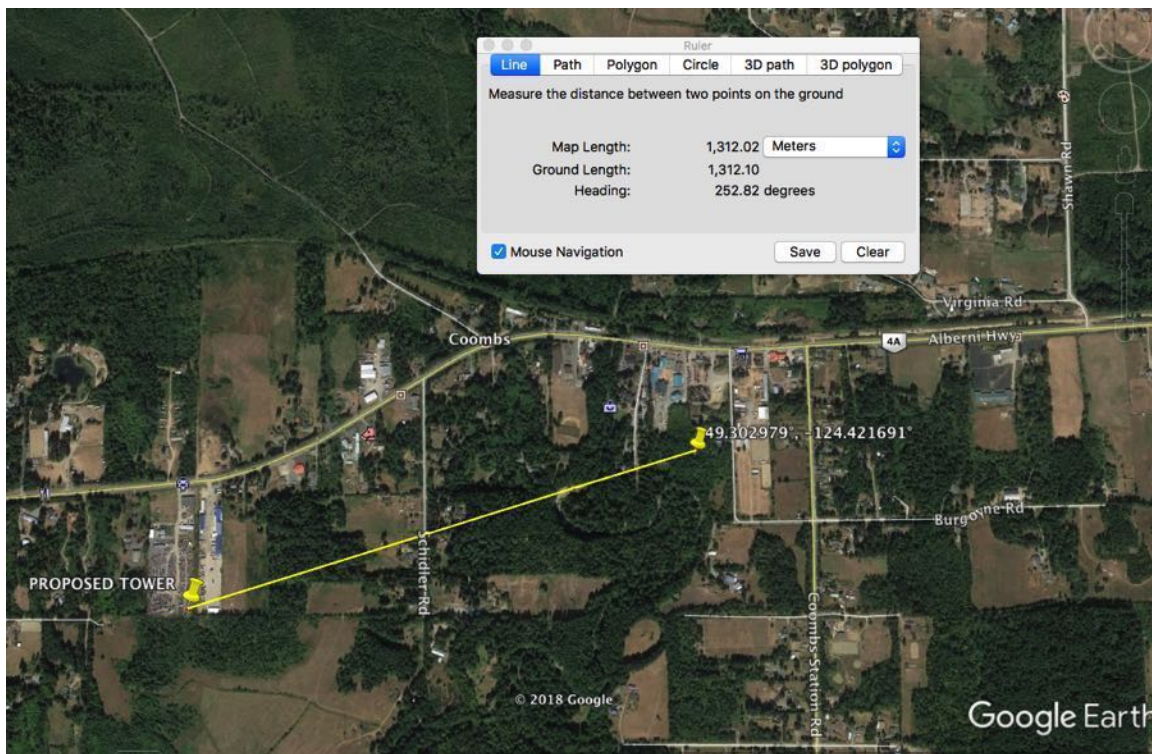 Ruler
Line Path Polygon Circle 3D path 3D polygon
Measure the distance between two points on the ground
Map Length: 1,312.02 Meters
Ground Length: 1,312.10
Heading: 252.82 degrees
Mouse Navigation Save Clear
Shawn Rd
Virginia Rd
Coombs
4A Alberni Hwy
49.302979°, -124.421691°
Burgoyne Rd
Schidler Rd
PROPOSED TOWER
Coombs Station Rd
© 2018 Google
Google Earth